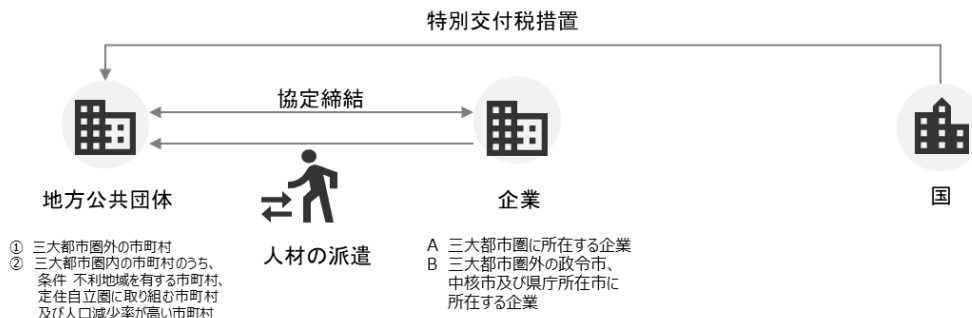 特別交付税措置
協定締結
地方公共団体
企業
国
人材の派遣
① 三大都市圏外の市町村
② 三大都市圏内の市町村のうち、
条件 不利地域を有する市町村、
定住自立圏に取り組む市町村
及び人口減少率が高い市町村
A 三大都市圏に所在する企業
B 三大都市圏外の政令市、
中核市及び県庁所在市に
所在する企業